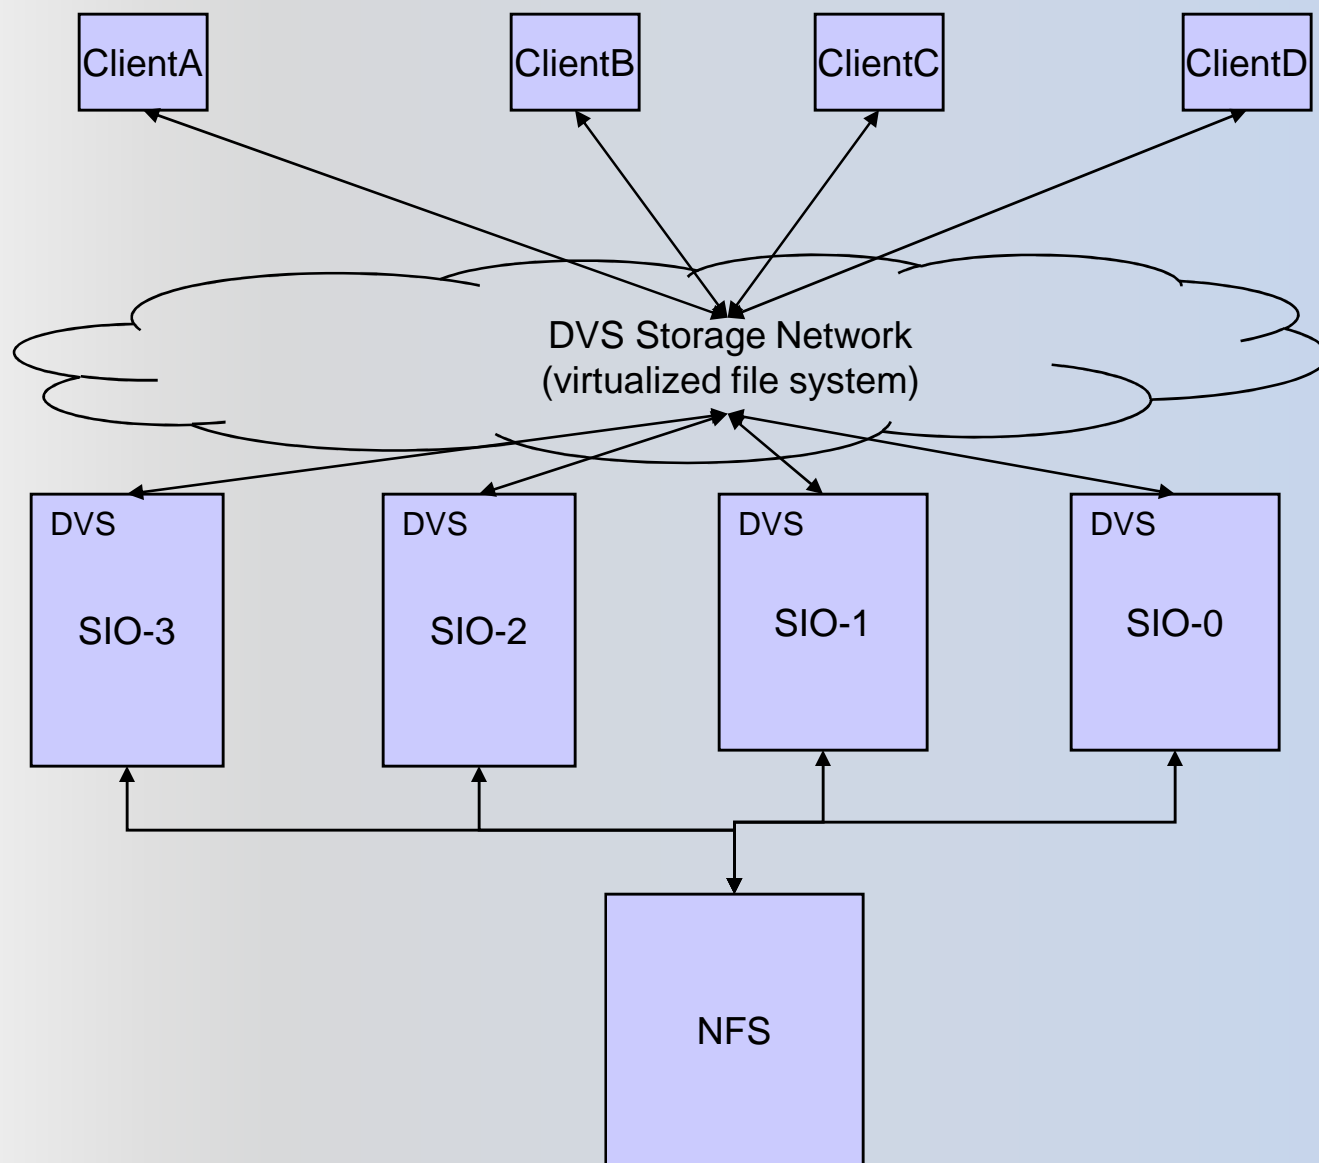 ClientA
ClientB
ClientC
ClientD
DVS Storage Network
(virtualized file system)
DVS
SIO-3
DVS
SIO-2
DVS
SIO-1
DVS
SIO-0
NFS